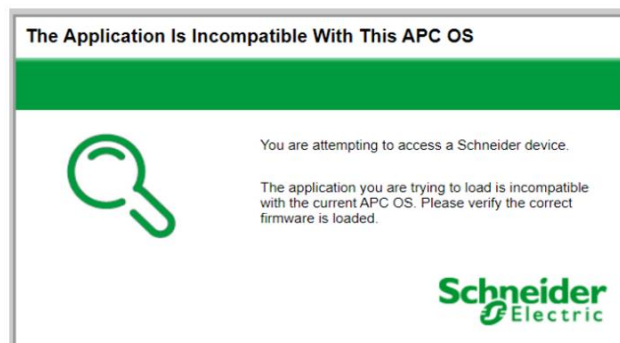 The Application Is Incompatible With This APC OS
You are attempting to access a Schneider device.
The application you are trying to load is incompatible
with the current APC OS. Please verify the correct
firmware is loaded.
Schneider
Electric